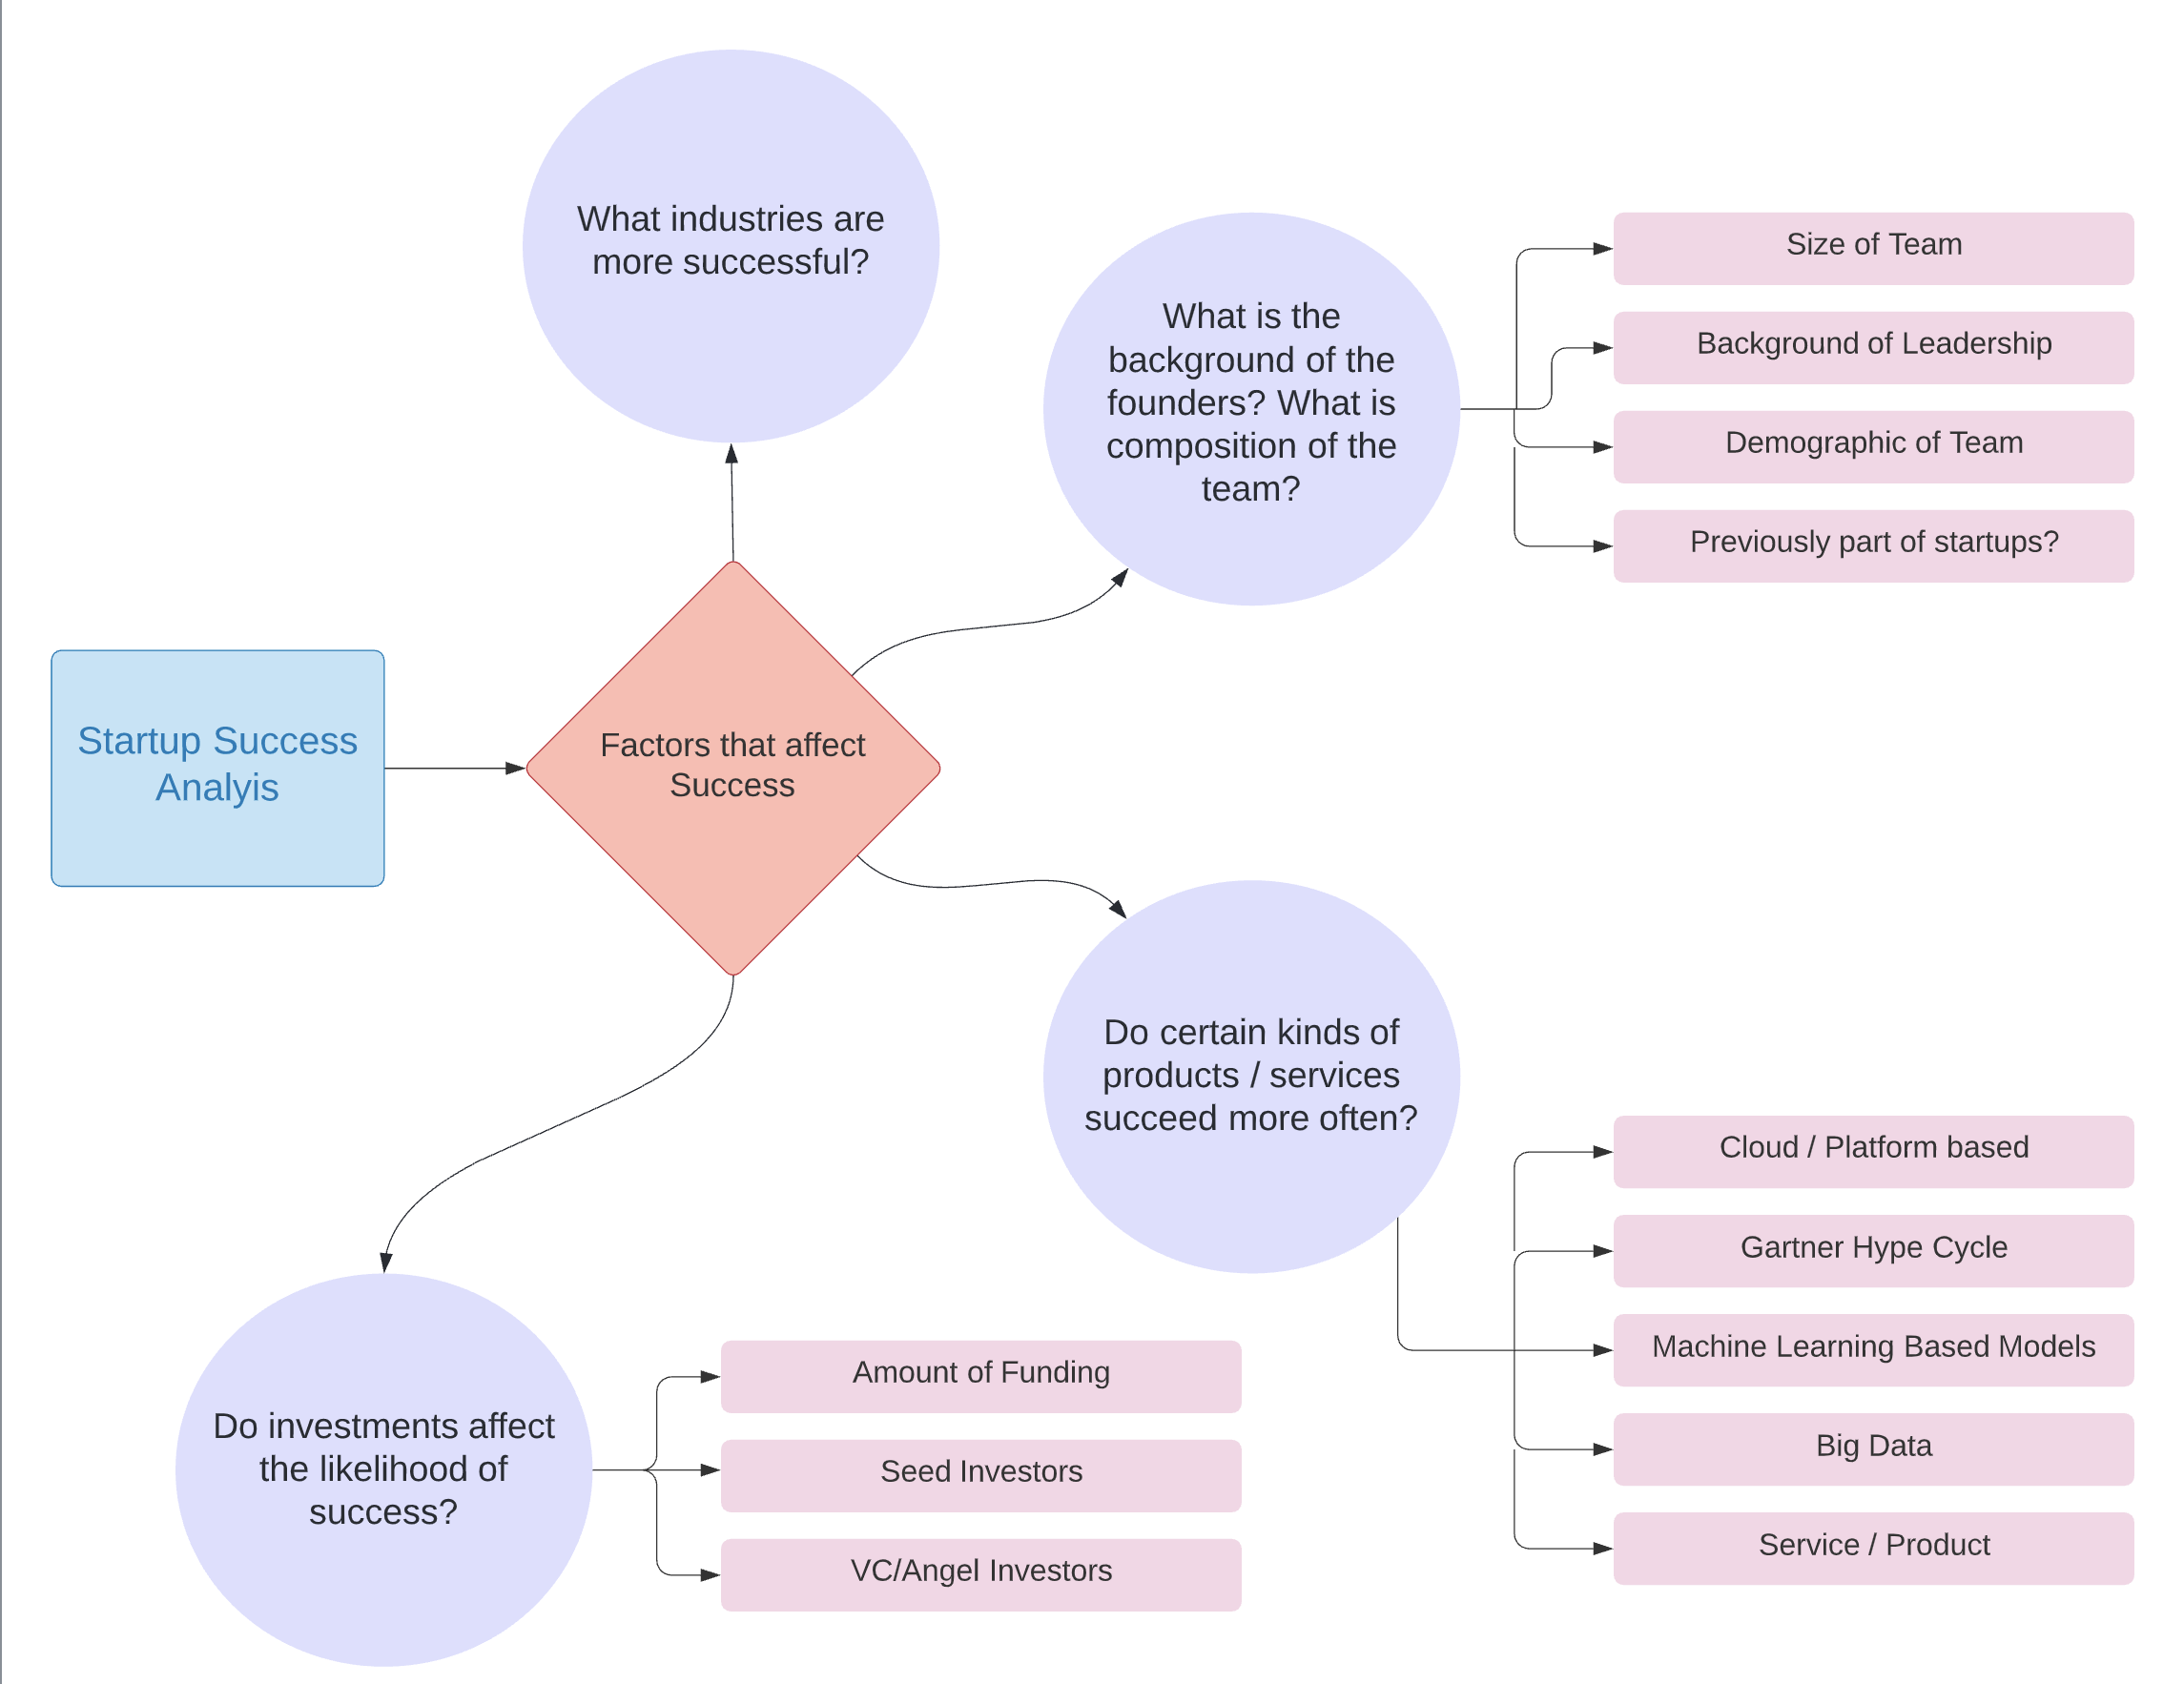 What industries are
more successful?
What is the
background of the
founders? What is
composition of the
team?
Size of Team
Background of Leadership
Demographic of Team
Previously part of startups?
Startup Success
Analyis
Factors that affect
Success
Do certain kinds of
products / services
succeed more often?
Cloud / Platform based
Gartner Hype Cycle
Machine Learning Based Models
Big Data
Service / Product
Do investments affect
the likelihood of
success?
Amount of Funding
Seed Investors
VC/Angel Investors